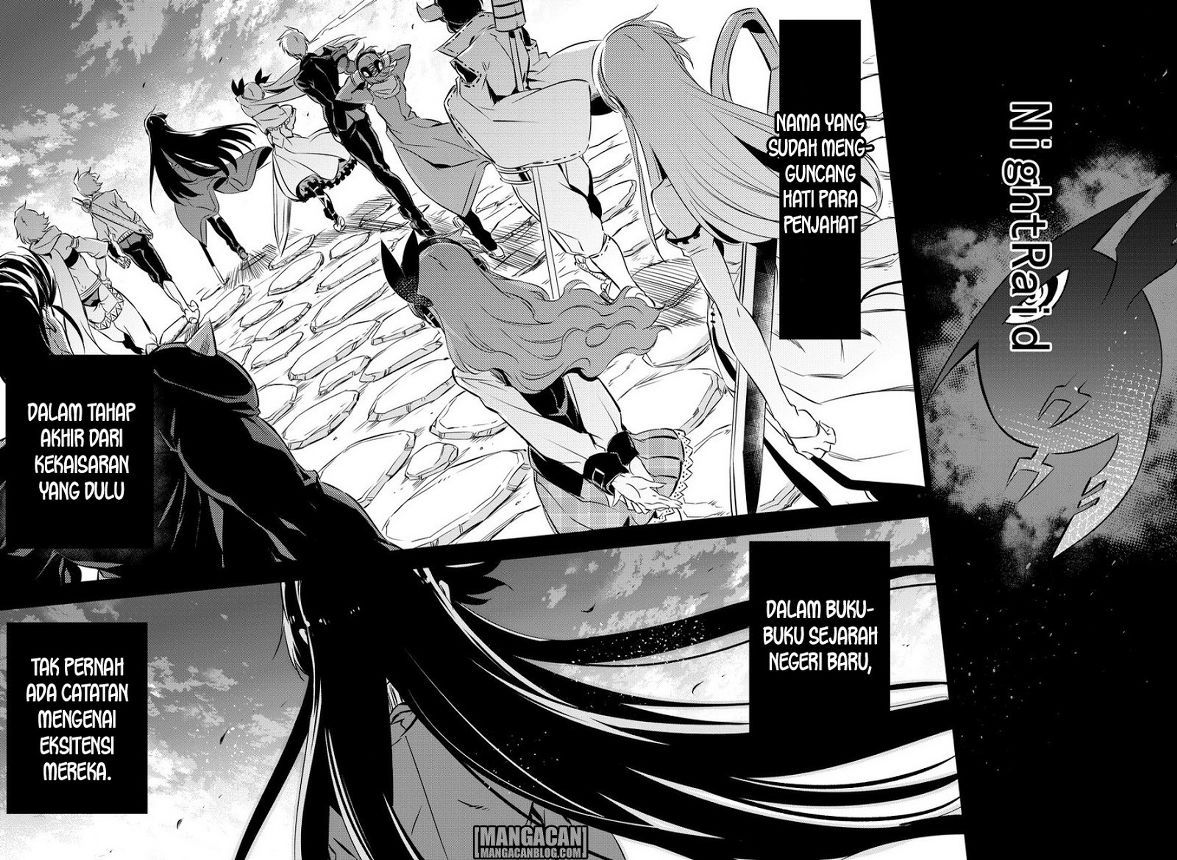 NightRaid
NAMA YANG
SUDAH MENG-
GUNCANG
HATI PARA
PENJAHAT
DALAM TAHAP
AKHIR DARI
KEKAISARAN
YANG DULU
DALAM BUKU-
BUKU SEJARAH
NEGERI BARU,
TAK PERNAH
ADA CATATAN
MENGENAI
EKSITENSI
MEREKA.
[MANGACAN]
MANGACANBLOG.COM